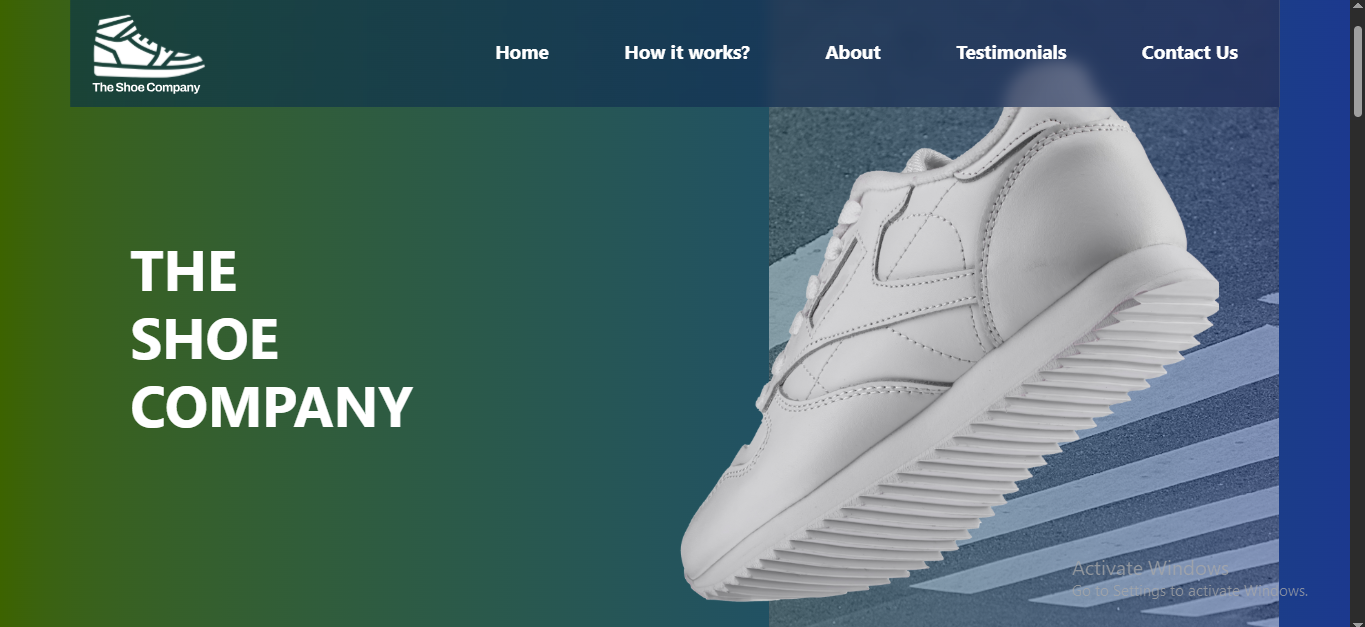 The Shoe Company
Home
How it works?
About
Testimonials
Contact Us
THE
SHOE
COMPANY
Activate Windows
Go to Settings to activate Windows.